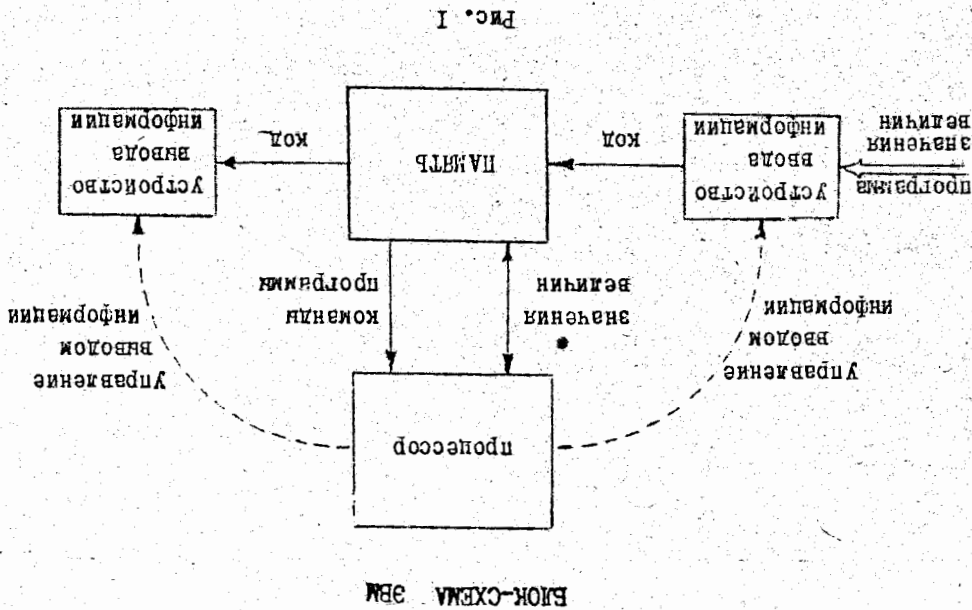 БЛОК-СХЕМА ЭВМ
процессор
Управление
вводом
информации
значения
величин
команды
программы
Управление
выводом
информации
программа
значения
величин
устройство
ввода
информации
код
ПАМЯТЬ
код
устройство
вывода
информации
Рис. I